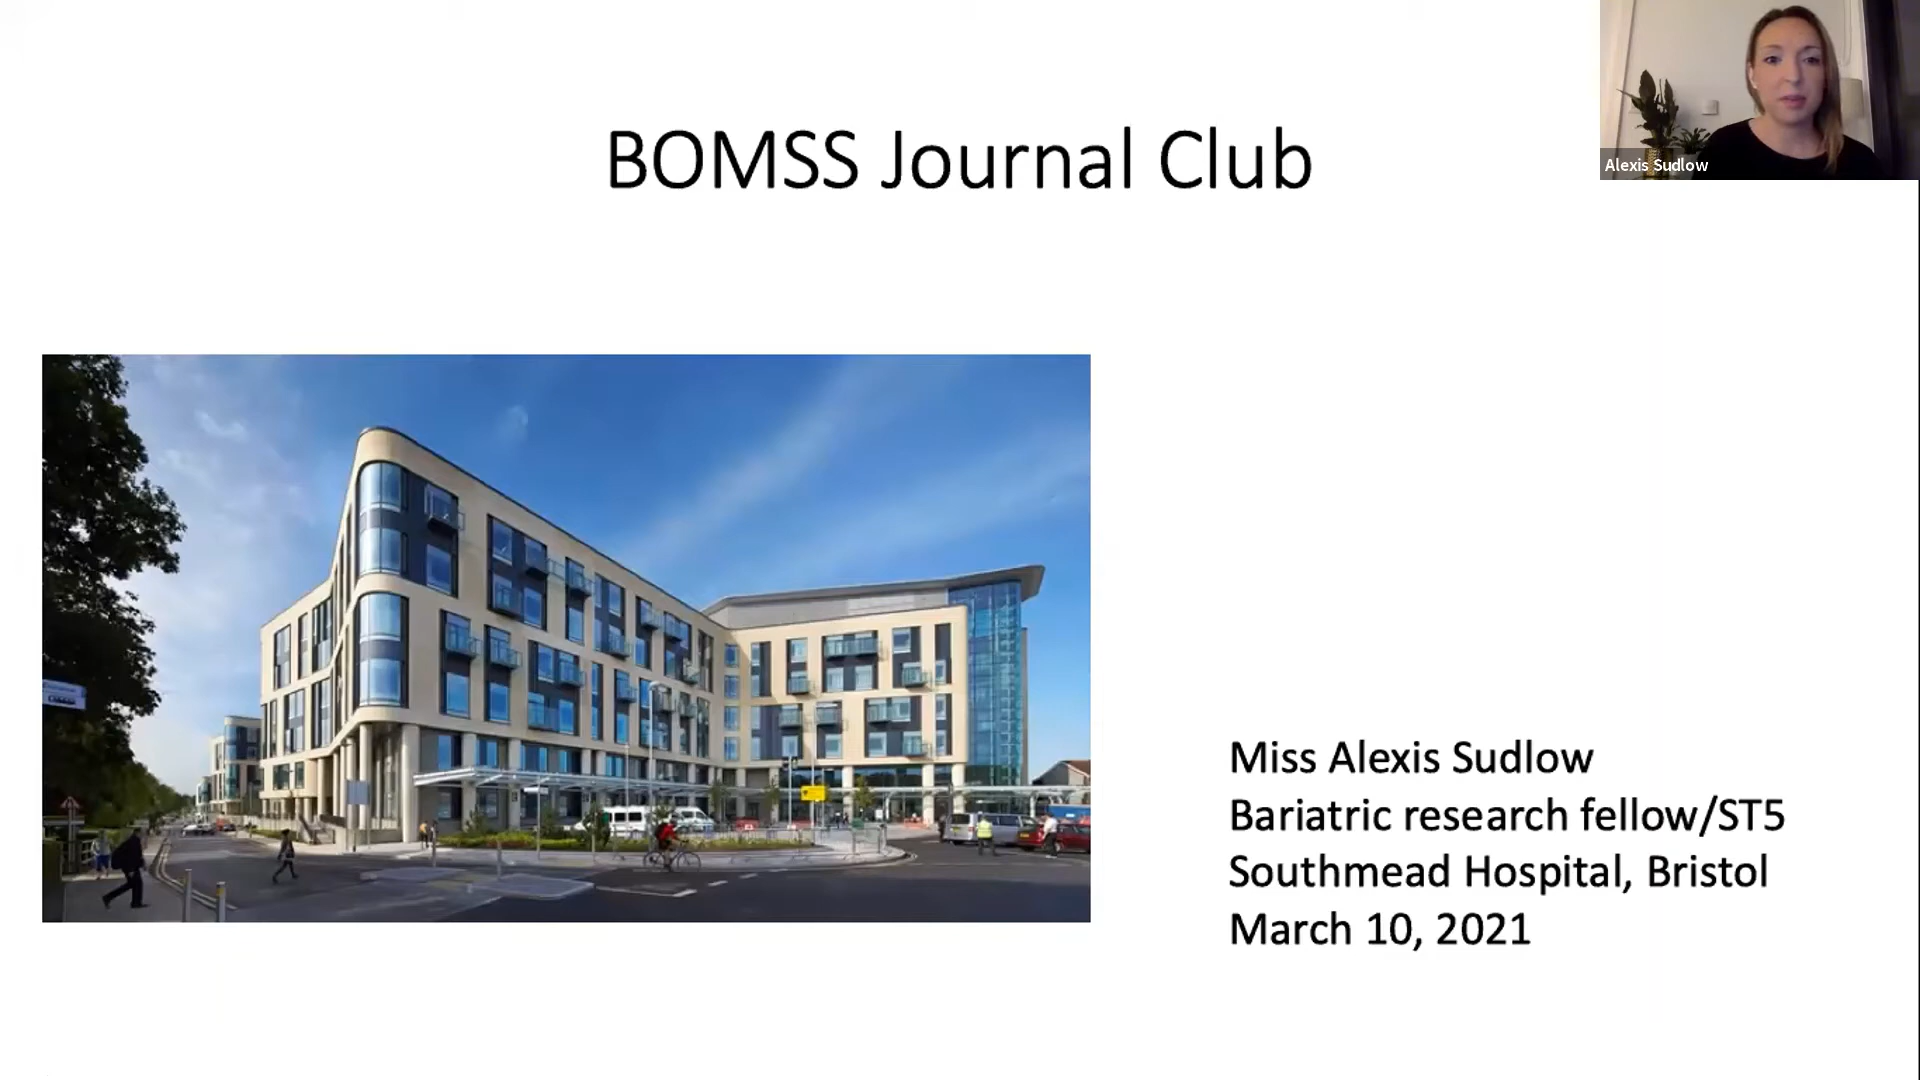 BOMSS Journal Club
Alexis Sudlow
Miss Alexis Sudlow
Bariatric research fellow/ST5
Southmead Hospital, Bristol
March 10, 2021